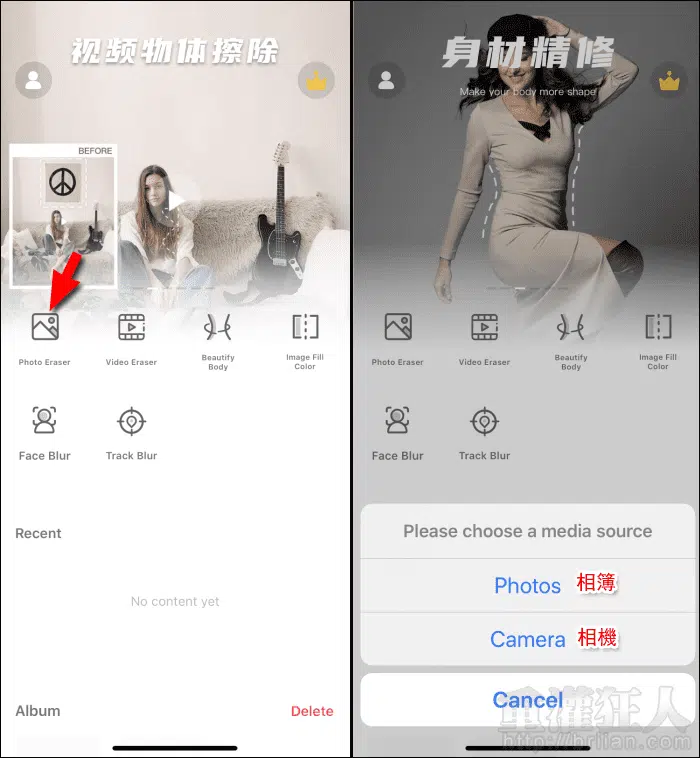 视频物体擦除
BEFORE
Photo Eraser
Video Eraser
Beautify
Body
Image Fill
Color
Face Blur
Track Blur
Recent
No content yet
Album
Delete
身材精修
Make your body more shape
Photo Eraser
Video Eraser
Beautify
Body
Image Fill
Color
Face Blur
Track Blur
Please choose a media source
Photos 相簿
Camera 相機
Cancel
重灌狂人
http://briian.com